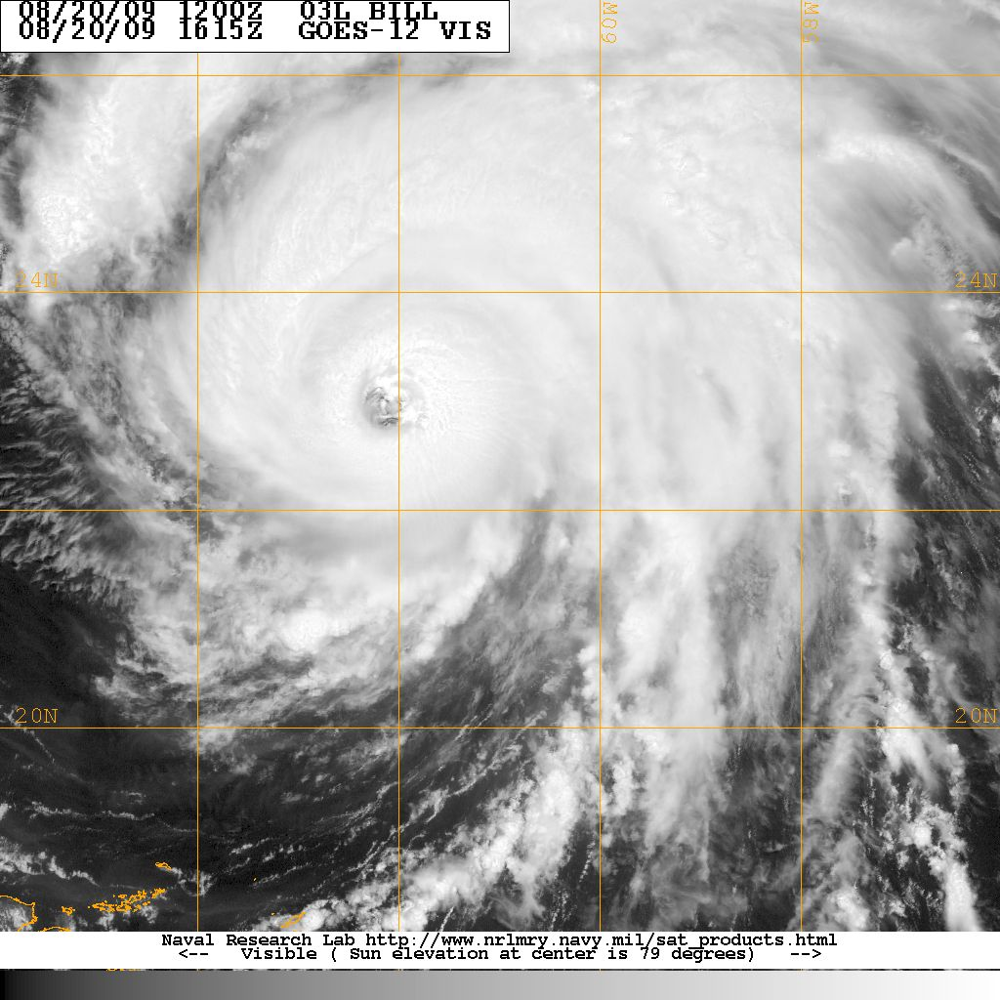 08/20/09 1200Z 03L BILL
08/20/09 1615Z GOES-12 VIS
60W
58W
24N
24N
20N
20N
Naval Research Lab http://www.nrlmry.navy.mil/sat_products.html
<-- Visible ( Sun elevation at center is 79 degrees) -->